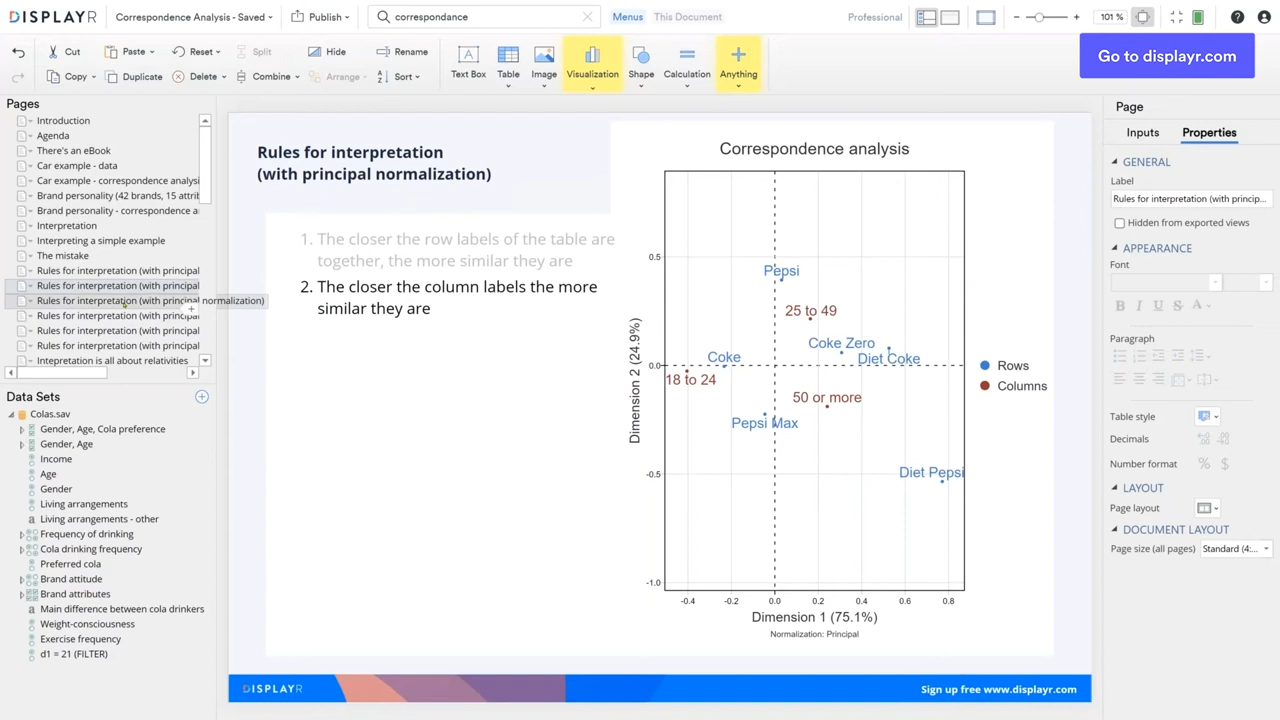 DISPLAYR
Correspondence Analysis - Saved
Publish
correspondance
Menus
This Document
Professional
101 %
Cut
Paste
Reset
Split
Hide
Rename
Copy
Duplicate
Delete
Combine
Arrange
Sort
Text Box
Table
Image
Visualization
Shape
Calculation
Anything
Go to displayr.com
Pages
Introduction
Agenda
There's an eBook
Car example - data
Car example - correspondence analysi
Brand personality (42 brands, 15 attrib
Brand personality - correspondence a
Interpretation
Interpreting a simple example
The mistake
Rules for interpretation (with principal
Rules for interpretation (with principal
Rules for interpretation (with principal normalization)
Rules for interpretation (with principal
Rules for interpretation (with principal
Rules for interpretation (with principal
Intepretation is all about relativities
Data Sets
Colas.sav
Gender, Age, Cola preference
Gender, Age
Income
Age
Gender
Living arrangements
a Living arrangements - other
Frequency of drinking
Cola drinking frequency
Preferred cola
Brand attitude
Brand attributes
a Main difference between cola drinkers
Weight-consciousness
Exercise frequency
d1 = 21 (FILTER)
Rules for interpretation
(with principal normalization)
1. The closer the row labels of the table are
together, the more similar they are
2. The closer the column labels the more
similar they are
Correspondence analysis
Pepsi
25 to 49
Coke Zero
Coke
Diet Coke
18 to 24
50 or more
Pepsi Max
Diet Pepsi
0.5
0.0
-0.5
-1.0
Dimension 2 (24.9%)
-0.4 -0.2 0.0 0.2 0.4 0.6 0.8
Dimension 1 (75.1%)
Normalization: Principal
Rows
Columns
DISPLAYR
Sign up free www.displayr.com
Page
Inputs
Properties
GENERAL
Label
Rules for interpretation (with princip...
Hidden from exported views
APPEARANCE
Font
B I U S A
Paragraph
Table style
Decimals
Number format % $
LAYOUT
Page layout
DOCUMENT LAYOUT
Page size (all pages) Standard (4:...